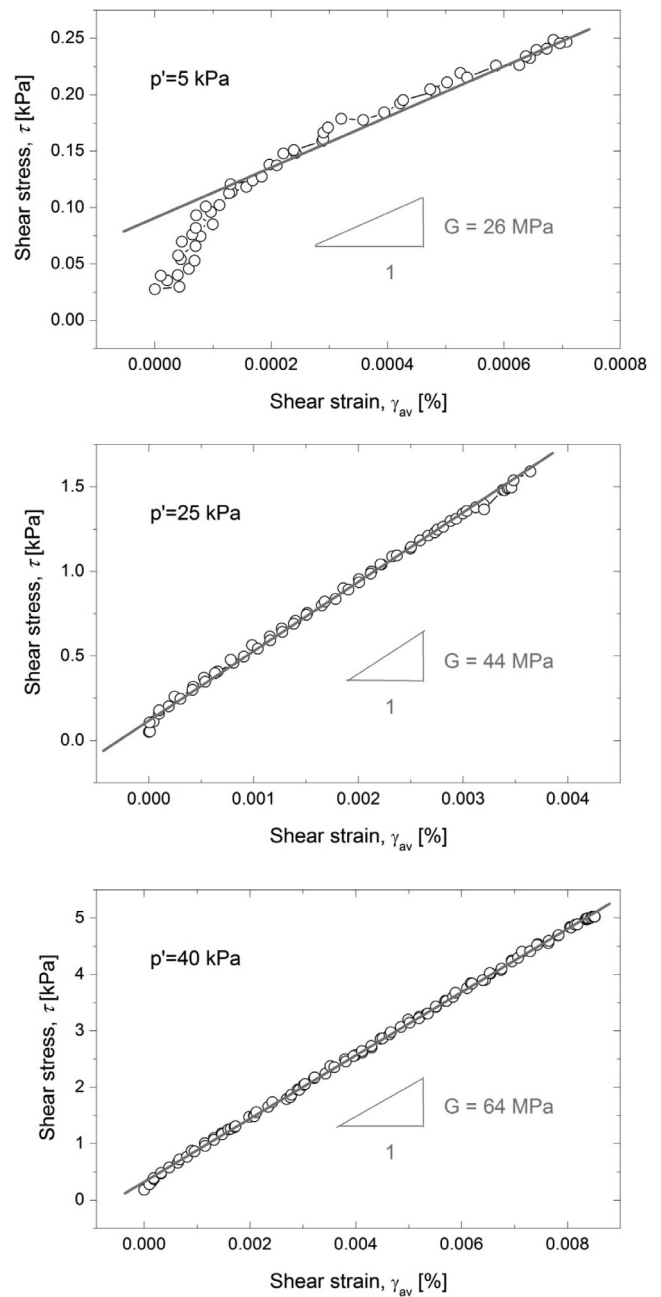 0.25
0.20
0.15
0.10
0.05
0.00
Shear stress, τ [kPa]
p'=5 kPa
G = 26 MPa
1
0.0000 0.0002 0.0004 0.0006 0.0008
Shear strain, γav [%]
1.5
1.0
0.5
0.0
Shear stress, τ [kPa]
p'=25 kPa
G = 44 MPa
1
0.000 0.001 0.002 0.003 0.004
Shear strain, γav [%]
5
4
3
2
1
0
Shear stress, τ [kPa]
p'=40 kPa
G = 64 MPa
1
0.000 0.002 0.004 0.006 0.008
Shear strain, γav [%]